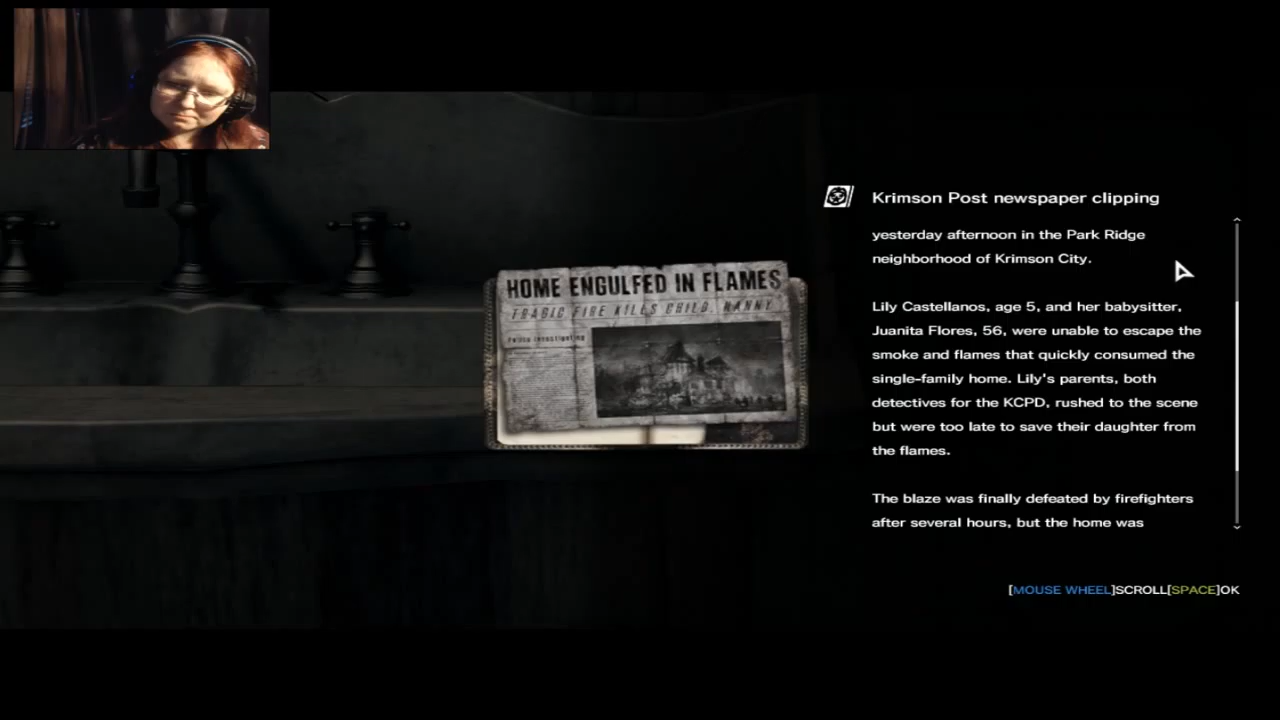 HOME ENGULFED IN FLAMES
TRAGIC FIRE KILLS CHILD, NANNY
Police Investigating
Krimson Post newspaper clipping
yesterday afternoon in the Park Ridge
neighborhood of Krimson City.
Lily Castellanos, age 5, and her babysitter,
Juanita Flores, 56, were unable to escape the
smoke and flames that quickly consumed the
single-family home. Lily's parents, both
detectives for the KCPD, rushed to the scene
but were too late to save their daughter from
the flames.
The blaze was finally defeated by firefighters
after several hours, but the home was
[MOUSE WHEEL]SCROLL[SPACE]OK